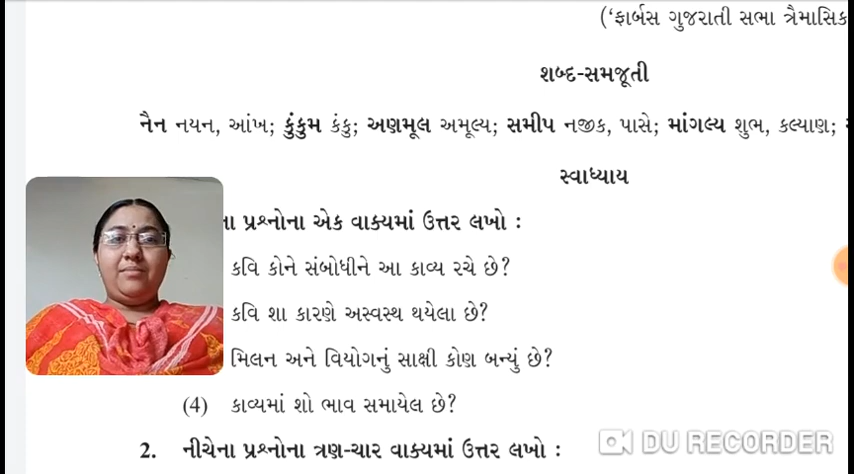 ('ફાર્બસ ગુજરાતી સભા ત્રૈમાસિક
શબ્દ-સમજૂતી
નૈન નયન, આંખ; કુંકુમ કંકુ; અણમૂલ અમૂલ્ય; સમીપ નજીક, પાસે; માંગલ્ય શુભ, કલ્યાણ;
સ્વાધ્યાય
ના પ્રશ્નોના એક વાક્યમાં ઉત્તર લખો :
કવિ કોને સંબોધીને આ કાવ્ય રચે છે?
કવિ શા કારણે અસ્વસ્થ થયેલા છે?
મિલન અને વિયોગનું સાક્ષી કોણ બન્યું છે?
(4) કાવ્યમાં શો ભાવ સમાયેલ છે?
2. નીચેના પ્રશ્નોના ત્રણ-ચાર વાક્યમાં ઉત્તર લખો :
DU RECORDER